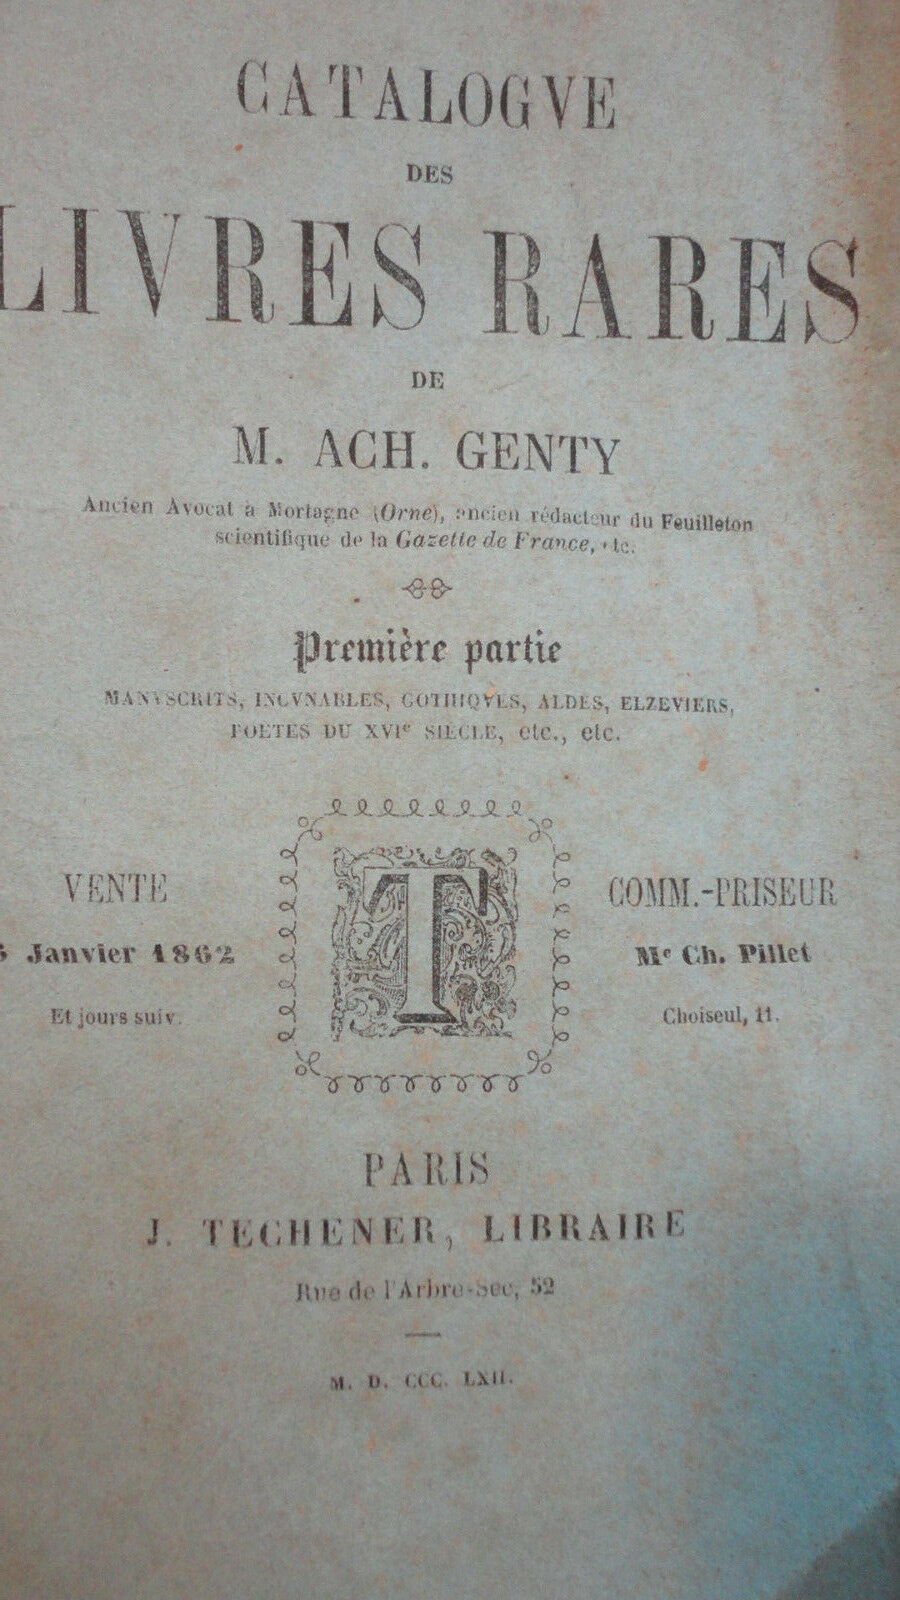 CATALOGVE
DES
LIVRES RARES
DE
M. ACH. GENTY
Ancien Avocat à Mortagne (Orne), ancien rédacteur du Feuilleton
scientifique de la Gazette de France, etc.
Première partie
MANVSCRITS, INCVNABLES, GOTHIQVES, ALDES, ELZEVIERS,
POETES DU XVIe SIÈCLE, etc., etc.
VENTE
Janvier 1862
Et jours suiv.
T
COMM.-PRISEUR
Me Ch. Pillet
Choiseul, 11.
PARIS
J. TECHENER, LIBRAIRE
Rue de l'Arbre-Sec, 52
M. D. CCC. LXII.